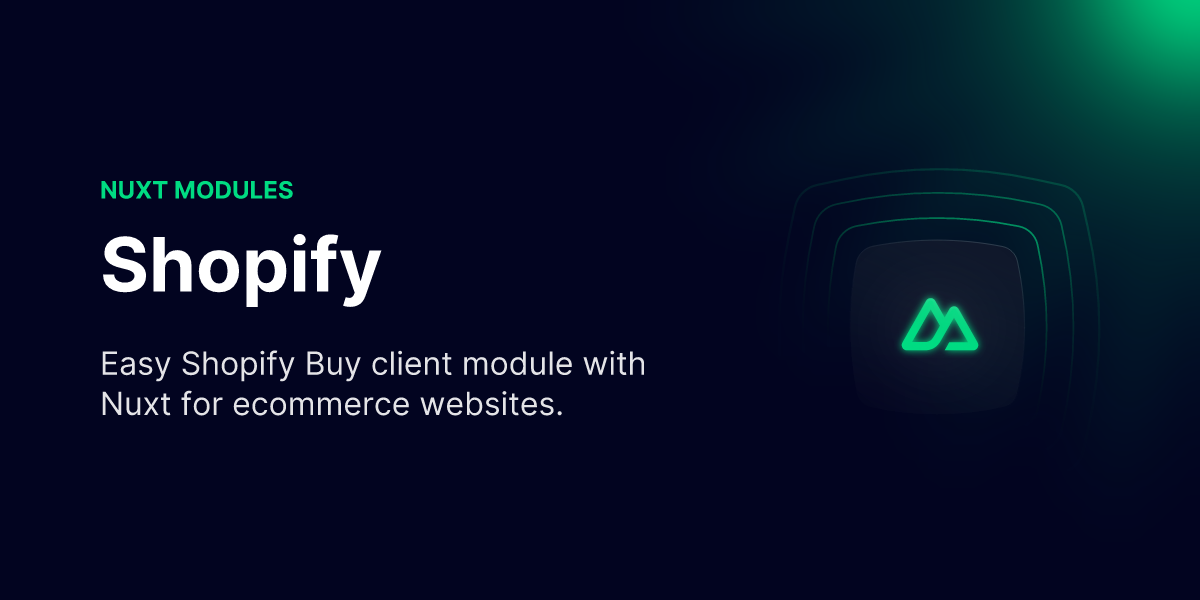 NUXT MODULES
Shopify
Easy Shopify Buy client module with
Nuxt for ecommerce websites.